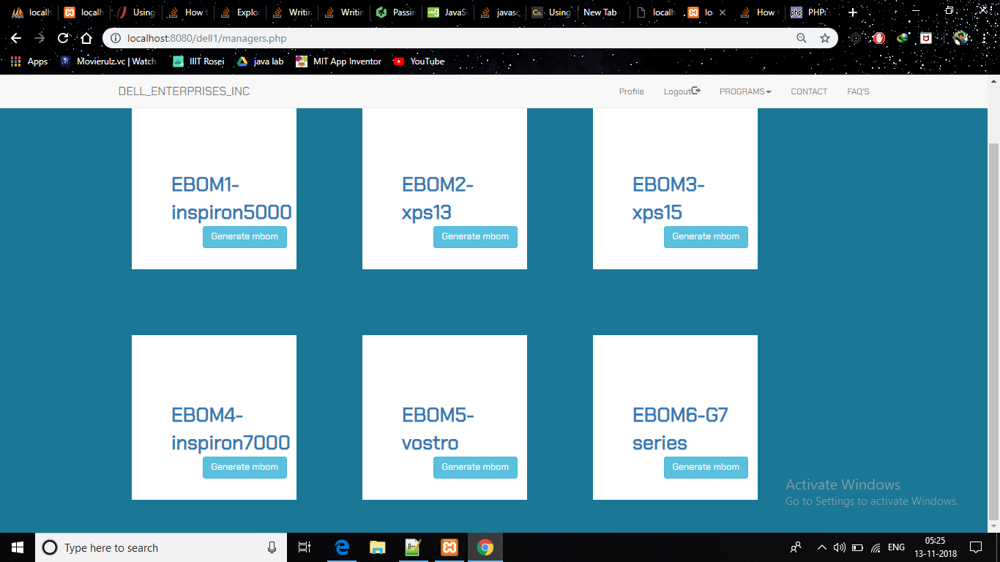 localh
localh
Using
How t
Explo
Writin
Writin
Passin
JavaSc
javasc
Using
New Tab
localh
lo
How
PHP:
localhost:8080/dell1/managers.php
Apps
Movierulz.vc | Watch
IIIT Rosei
java lab
MIT App Inventor
YouTube
DELL_ENTERPRISES_INC
Profile
Logout
PROGRAMS
CONTACT
FAQ'S
EBOM1-
inspiron5000
Generate mbom
EBOM2-
xps13
Generate mbom
EBOM3-
xps15
Generate mbom
EBOM4-
inspiron7000
Generate mbom
EBOM5-
vostro
Generate mbom
EBOM6-G7
series
Generate mbom
Activate Windows
Go to Settings to activate Windows.
Type here to search
ENG
05:25
13-11-2018